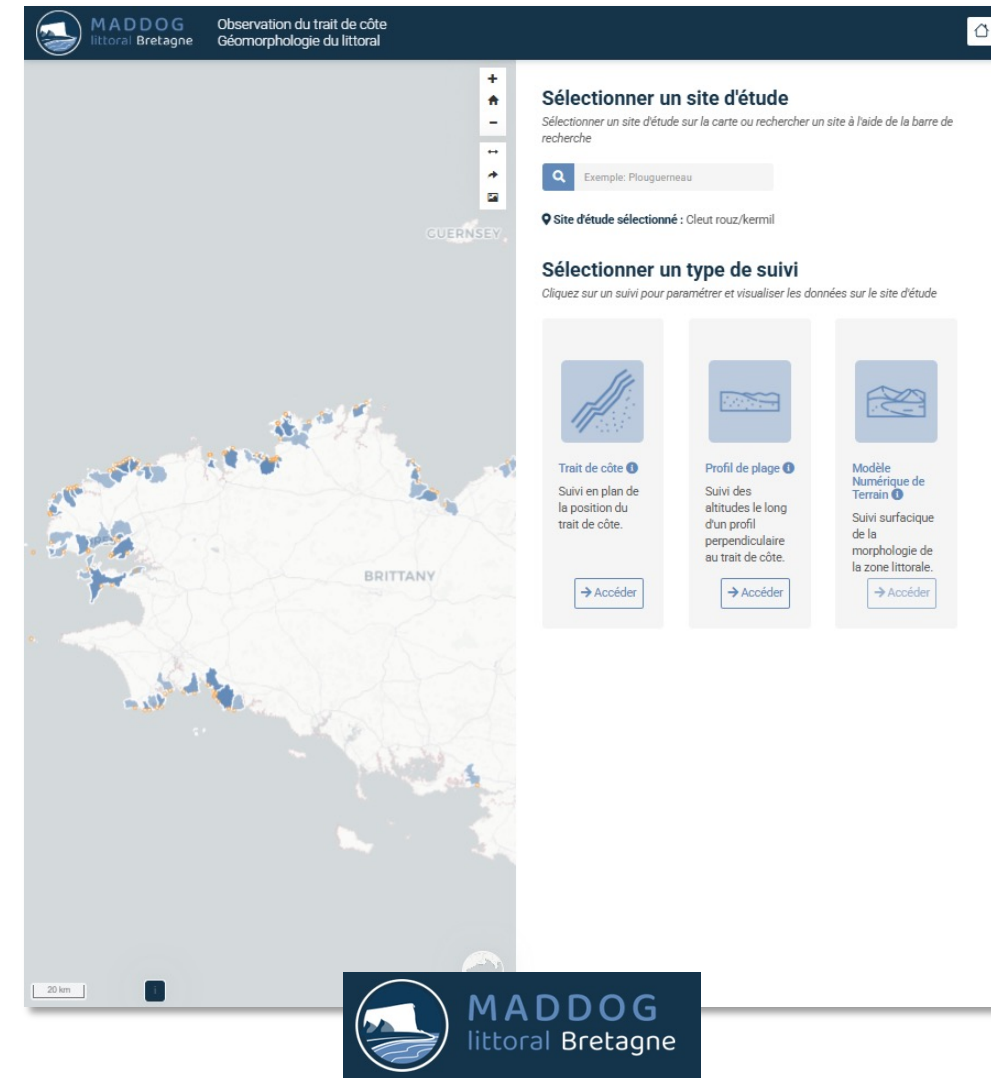 MADDOG
littoral Bretagne
Observation du trait de côte
Géomorphologie du littoral
GUERNSEY
BRITTANY
20 km
i
Sélectionner un site d'étude
Sélectionner un site d'étude sur la carte ou rechercher un site à l'aide de la barre de
recherche
Exemple: Plouguerneau
Site d'étude sélectionné : Cleut rouz/kermil
Sélectionner un type de suivi
Cliquez sur un suivi pour paramétrer et visualiser les données sur le site d'étude
Trait de côte
Suivi en plan de
la position du
trait de côte.
Accéder
Profil de plage
Suivi des
altitudes le long
d'un profil
perpendiculaire
au trait de côte.
Accéder
Modèle
Numérique de
Terrain
Suivi surfacique
de la
morphologie de
la zone littorale.
Accéder
MADDOG
littoral Bretagne